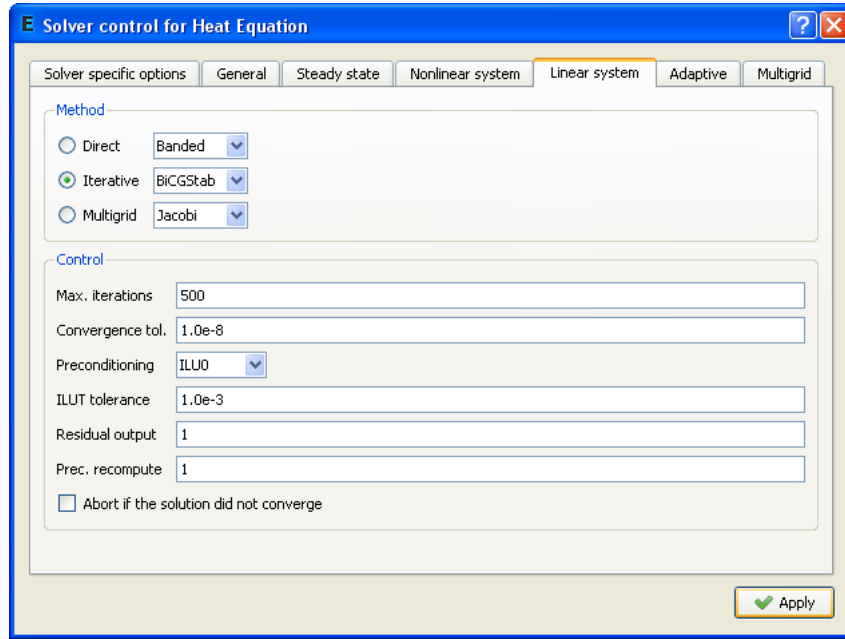 E Solver control for Heat Equation ?
Solver specific options General Steady state Nonlinear system Linear system Adaptive Multigrid
Method
Direct Banded
Iterative BiCGStab
Multigrid Jacobi
Control
Max. iterations 500
Convergence tol. 1.0e-8
Preconditioning ILU0
ILUT tolerance 1.0e-3
Residual output 1
Prec. recompute 1
Abort if the solution did not converge
Apply